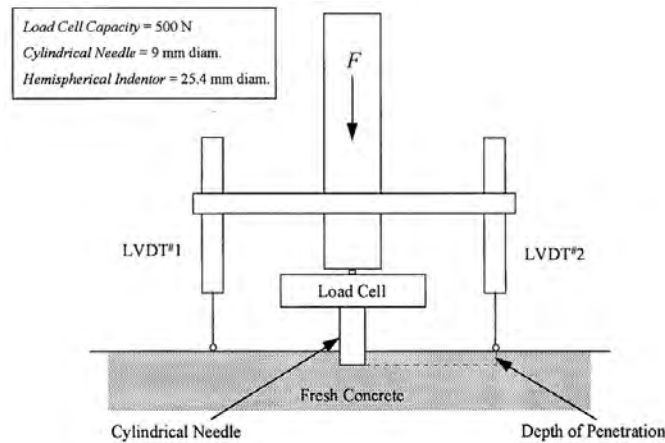 Load Cell Capacity = 500 N
Cylindrical Needle = 9 mm diam.
Hemispherical Indentor = 25.4 mm diam.
F
LVDT#1
LVDT#2
Load Cell
Fresh Concrete
Cylindrical Needle
Depth of Penetration